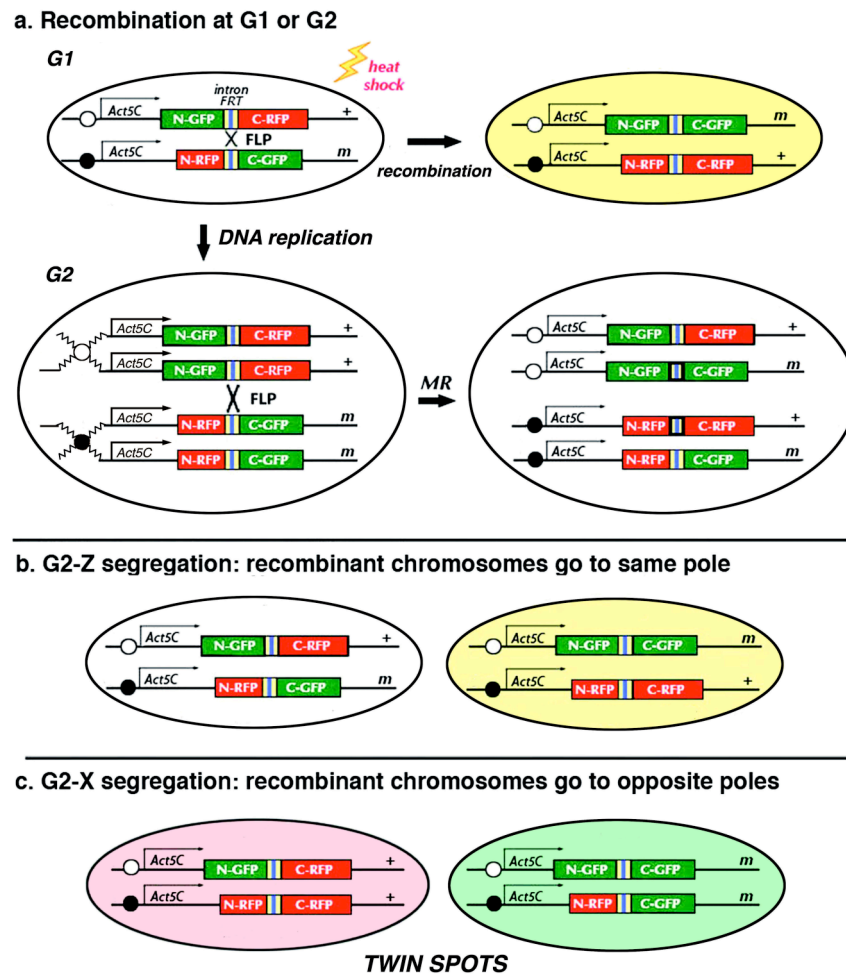 a. Recombination at G1 or G2
G1
heat
shock
intron
FRT
Act5C N-GFP C-RFP +
FLP
Act5C N-RFP C-GFP m
recombination
Act5C N-GFP C-GFP m
Act5C N-RFP C-RFP +
DNA replication
G2
Act5C N-GFP C-RFP +
Act5C N-GFP C-RFP +
FLP
Act5C N-RFP C-GFP m
Act5C N-RFP C-GFP m
MR
Act5C N-GFP C-RFP +
Act5C N-GFP C-GFP m
Act5C N-RFP C-RFP +
Act5C N-RFP C-GFP m
b. G2-Z segregation: recombinant chromosomes go to same pole
Act5C N-GFP C-RFP +
Act5C N-RFP C-GFP m
Act5C N-GFP C-GFP m
Act5C N-RFP C-RFP +
c. G2-X segregation: recombinant chromosomes go to opposite poles
Act5C N-GFP C-RFP +
Act5C N-RFP C-RFP +
Act5C N-GFP C-GFP m
Act5C N-RFP C-GFP m
TWIN SPOTS